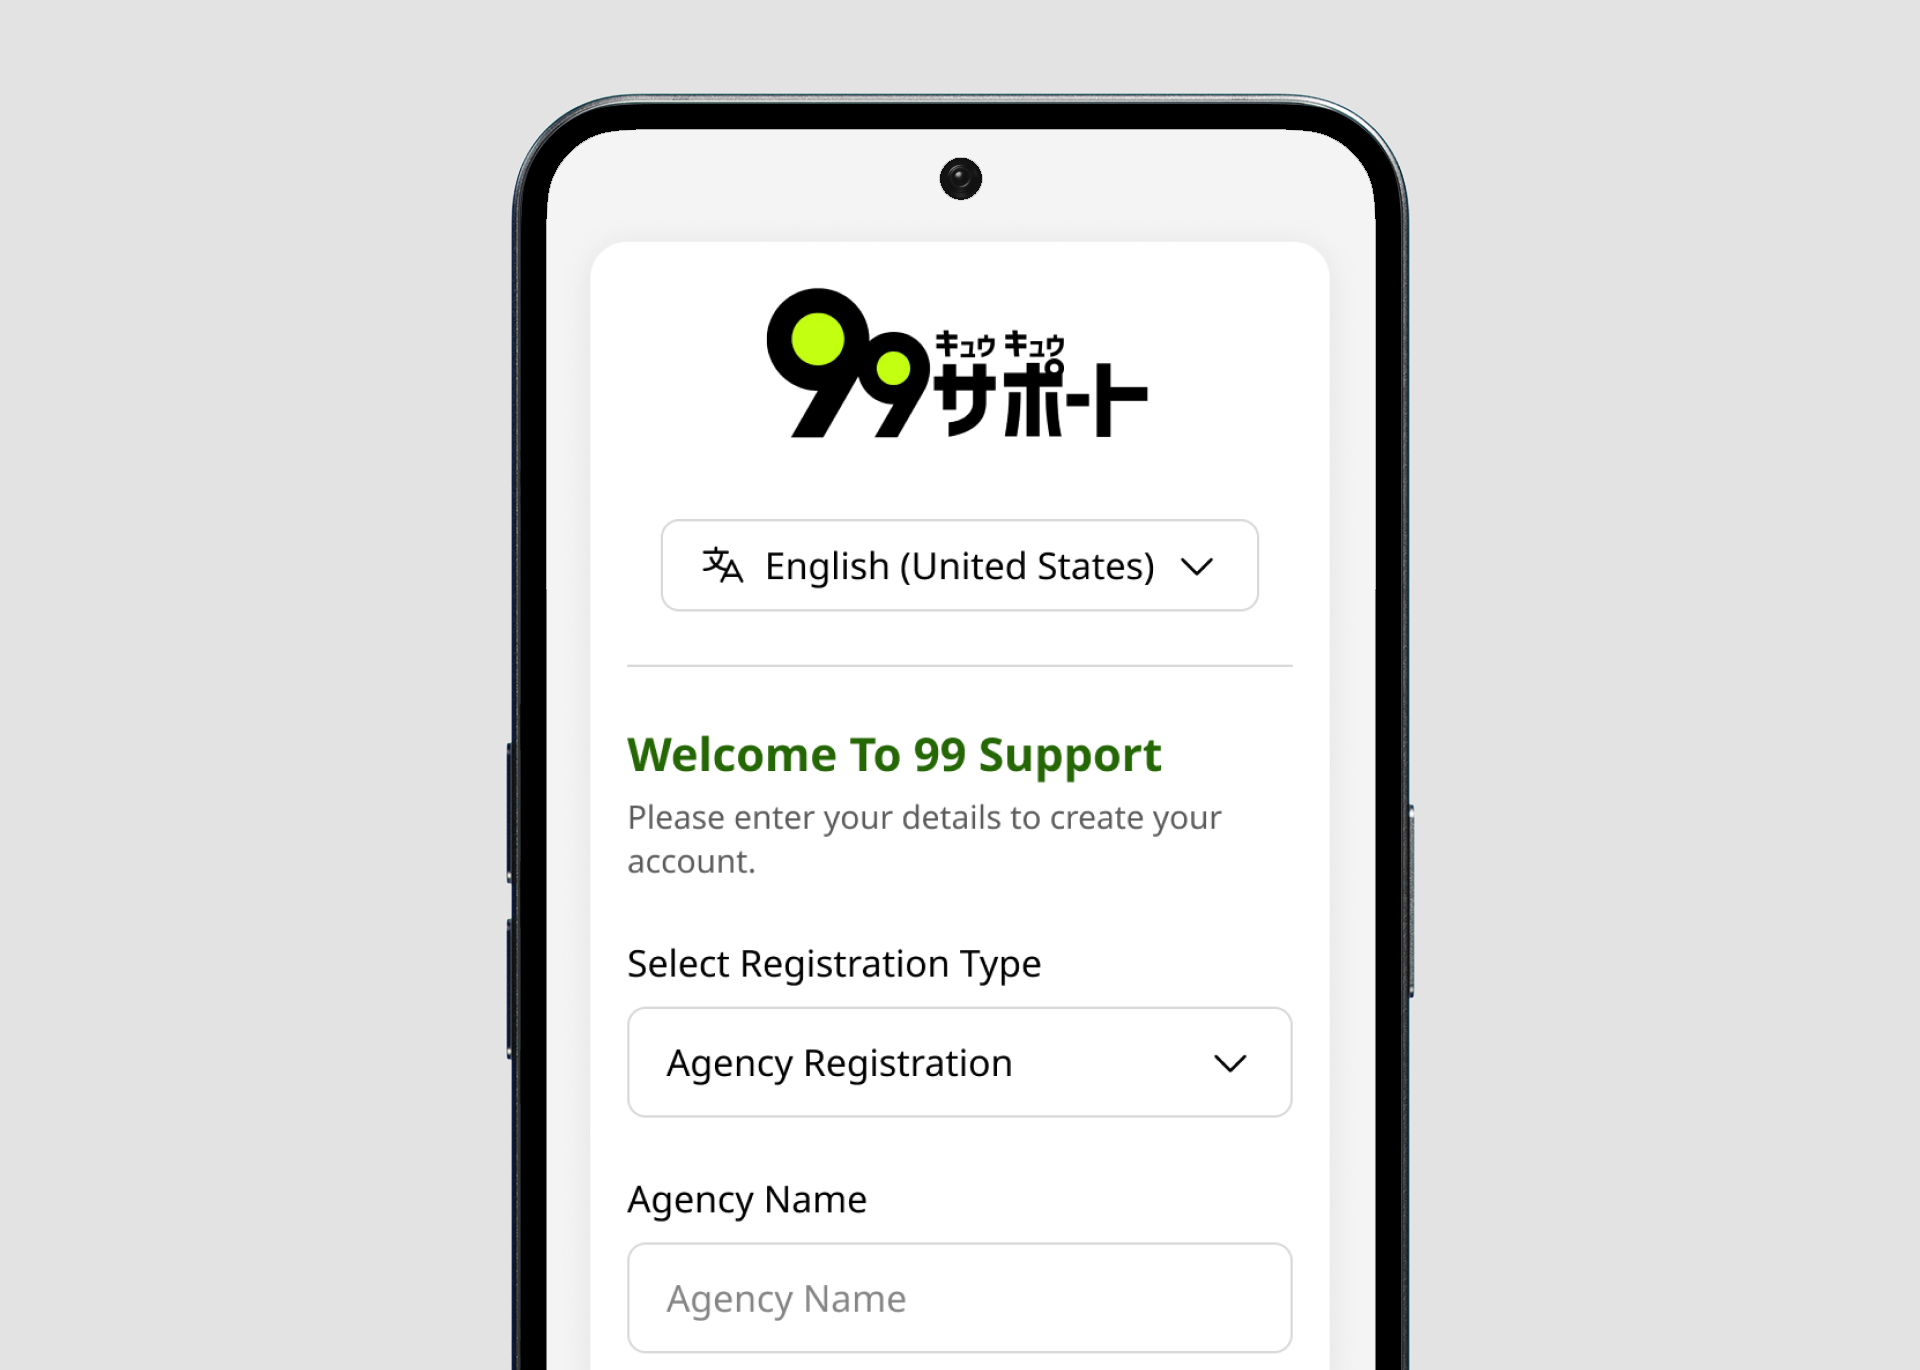 99
キュウ キュウ
サポート
English (United States)
Welcome To 99 Support
Please enter your details to create your
account.
Select Registration Type
Agency Registration
Agency Name
Agency Name